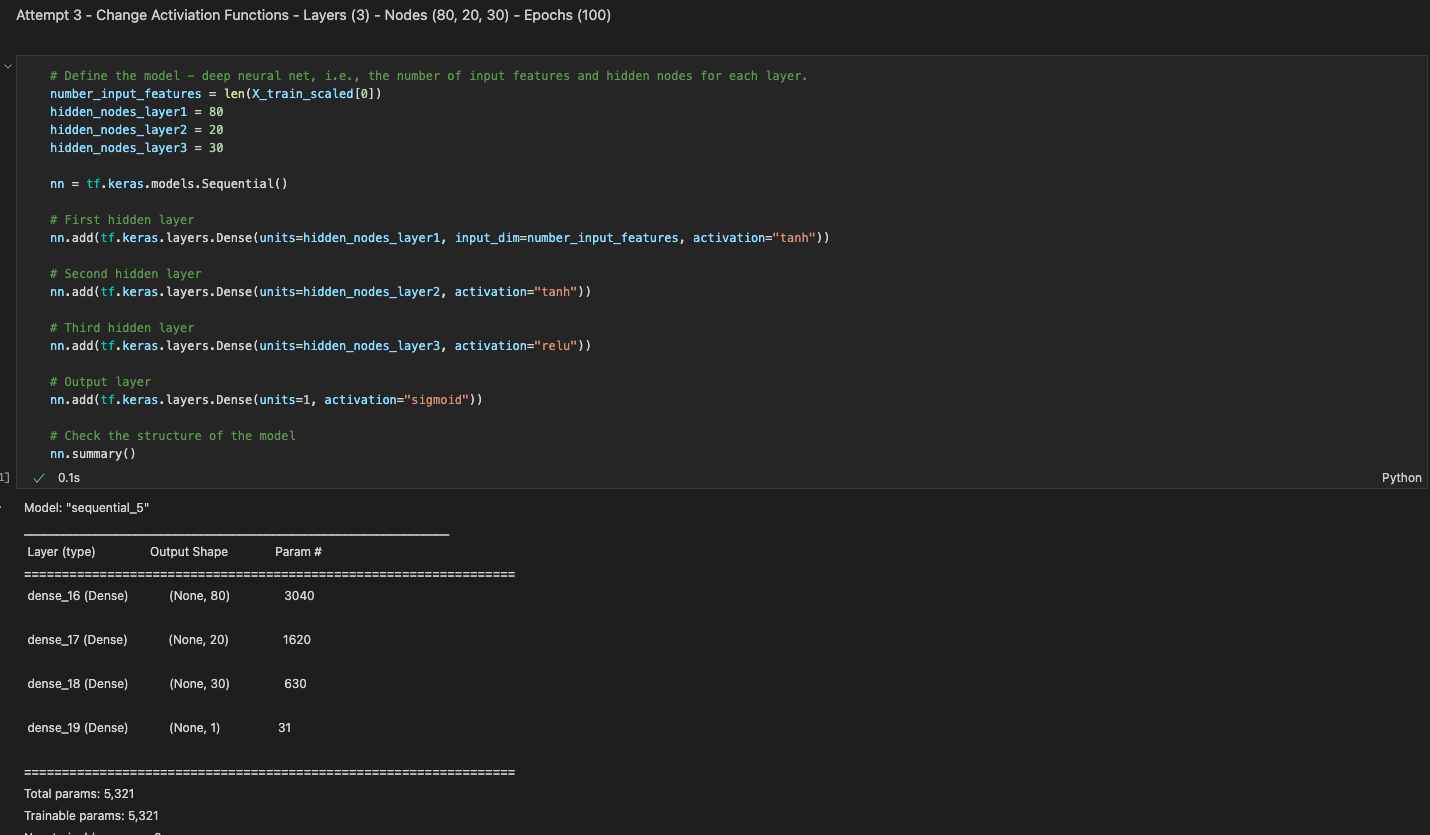 Attempt 3 - Change Activiation Functions - Layers (3) - Nodes (80, 20, 30) - Epochs (100)
# Define the model - deep neural net, i.e., the number of input features and hidden nodes for each layer.
number_input_features = len(X_train_scaled[0])
hidden_nodes_layer1 = 80
hidden_nodes_layer2 = 20
hidden_nodes_layer3 = 30
nn = tf.keras.models.Sequential()
# First hidden layer
nn.add(tf.keras.layers.Dense(units=hidden_nodes_layer1, input_dim=number_input_features, activation="tanh"))
# Second hidden layer
nn.add(tf.keras.layers.Dense(units=hidden_nodes_layer2, activation="tanh"))
# Third hidden layer
nn.add(tf.keras.layers.Dense(units=hidden_nodes_layer3, activation="relu"))
# Output layer
nn.add(tf.keras.layers.Dense(units=1, activation="sigmoid"))
# Check the structure of the model
nn.summary()
1] ✓ 0.1s Python
Model: "sequential_5"
_________________________________________________________________
Layer (type) Output Shape Param #
=================================================================
dense_16 (Dense) (None, 80) 3040
dense_17 (Dense) (None, 20) 1620
dense_18 (Dense) (None, 30) 630
dense_19 (Dense) (None, 1) 31
=================================================================
Total params: 5,321
Trainable params: 5,321